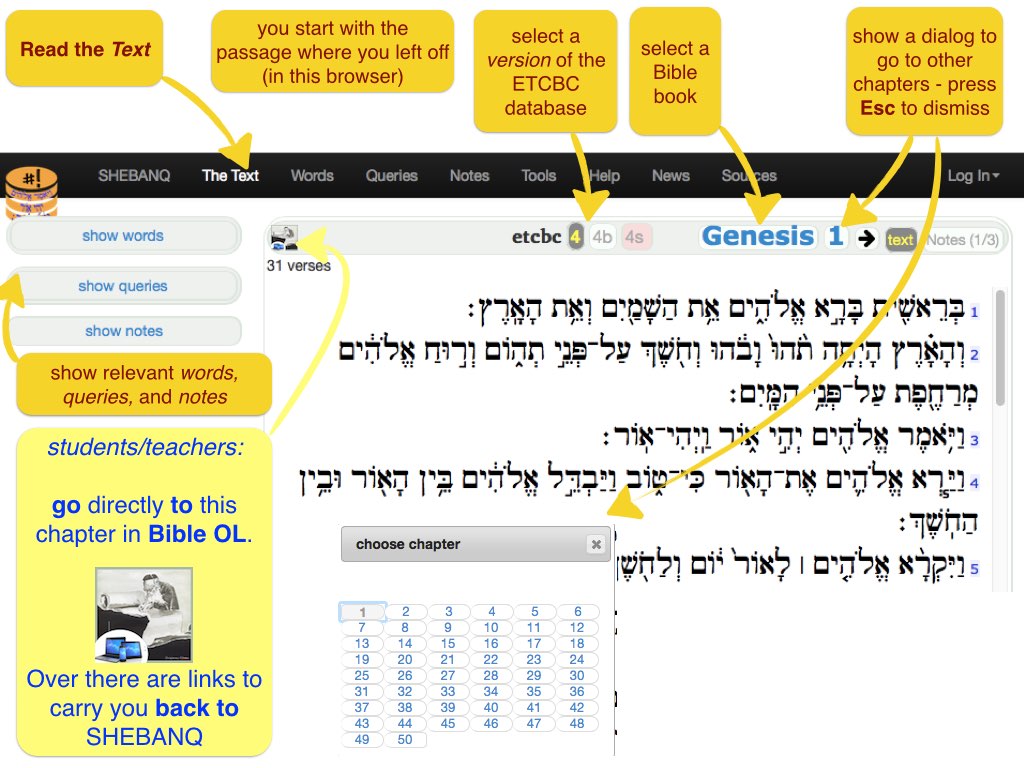 Read the Text
you start with the
passage where you left off
(in this browser)
select a
version of the
ETCBC
database
select a
Bible
book
show a dialog to
go to other
chapters - press
Esc to dismiss
#!
SHEBANQ The Text Words Queries Notes Tools Help News Sources Log In
show words
show queries
show notes
show relevant words,
queries, and notes
students/teachers:
go directly to this
chapter in Bible OL.
Over there are links to
carry you back to
SHEBANQ
etcbc 4 4b 4s Genesis 1 text Notes (1/3)
31 verses
1 בְּרֵאשִׁ֖ית בָּרָ֣א אֱלֹהִ֑ים אֵ֥ת הַשָּׁמַ֖יִם וְאֵ֥ת הָאָֽרֶץ׃
2 וְהָאָ֗רֶץ הָיְתָ֥ה תֹ֙הוּ֙ וָבֹ֔הוּ וְחֹ֖שֶׁךְ עַל־פְּנֵ֣י תְהֹ֑ום וְר֣וּחַ אֱלֹהִ֔ים
מְרַחֶ֖פֶת עַל־פְּנֵ֥י הַמָּֽיִם׃
3 וַיֹּ֥אמֶר אֱלֹהִ֖ים יְהִ֣י אֹ֑ור וַֽיְהִי־אֹֽור׃
4 וַיַּ֧רְא אֱלֹהִ֛ים אֶת־הָאֹ֖ור כִּי־טֹ֑וב וַיַּבְדֵּ֣ל אֱלֹהִ֔ים בֵּ֥ין הָאֹ֖ור וּבֵ֥ין
הַחֹֽשֶׁךְ׃
5 וַיִּקְרָ֨א אֱלֹהִ֤ים ׀ לָאֹור֙ יֹ֔ום וְלַחֹ֖שֶׁךְ
choose chapter
1 2 3 4 5 6
7 8 9 10 11 12
13 14 15 16 17 18
19 20 21 22 23 24
25 26 27 28 29 30
31 32 33 34 35 36
37 38 39 40 41 42
43 44 45 46 47 48
49 50